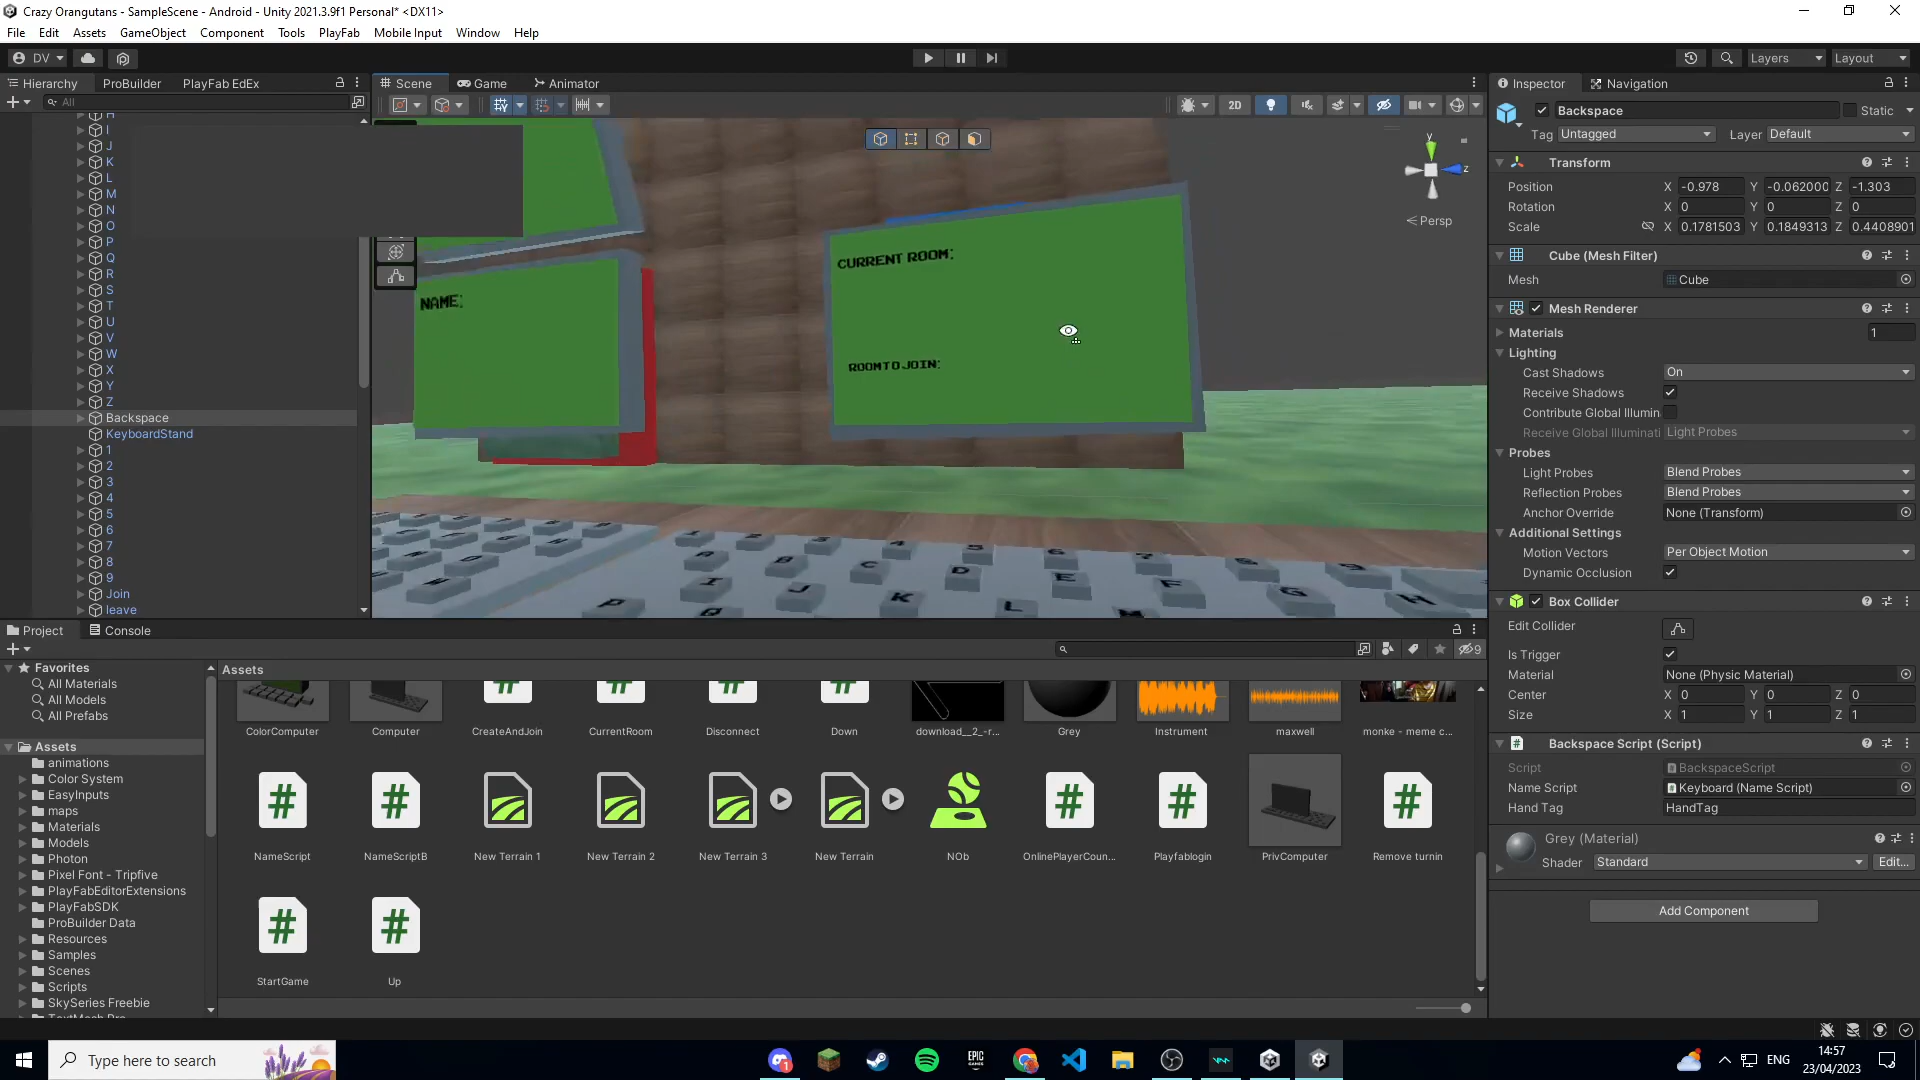 Crazy Orangutans - SampleScene - Android - Unity 2021.3.9f1 Personal* <DX11>
File Edit Assets GameObject Component Tools PlayFab Mobile Input Window Help
DV Layers Layout
Hierarchy ProBuilder PlayFab EdEx
All
H
I
J
K
L
M
N
O
P
Q
R
S
T
U
V
W
X
Y
Z
Backspace
KeyboardStand
1
2
3
4
5
6
7
8
9
Join
leave
Scene Game Animator
2D
y
z
Persp
NAME:
CURRENT ROOM:
ROOM TO JOIN:
Inspector Navigation
Backspace Static
Tag Untagged Layer Default
Transform
Position X -0.978 Y -0.062000 Z -1.303
Rotation X 0 Y 0 Z 0
Scale X 0.1781503 Y 0.1849313 Z 0.4408901
Cube (Mesh Filter)
Mesh Cube
Mesh Renderer
Materials 1
Lighting
Cast Shadows On
Receive Shadows
Contribute Global Illumin
Receive Global Illuminati Light Probes
Probes
Light Probes Blend Probes
Reflection Probes Blend Probes
Anchor Override None (Transform)
Additional Settings
Motion Vectors Per Object Motion
Dynamic Occlusion
Box Collider
Edit Collider
Is Trigger
Material None (Physic Material)
Center X 0 Y 0 Z 0
Size X 1 Y 1 Z 1
Backspace Script (Script)
Script BackspaceScript
Name Script Keyboard (Name Script)
Hand Tag HandTag
Grey (Material)
Shader Standard Edit...
Add Component
Project Console
9
Favorites
All Materials
All Models
All Prefabs
Assets
animations
Color System
EasyInputs
maps
Materials
Models
Photon
Pixel Font - Tripfive
PlayFabEditorExtensions
PlayFabSDK
ProBuilder Data
Resources
Samples
Scenes
Scripts
SkySeries Freebie
Assets
ColorComputer Computer CreateAndJoin CurrentRoom Disconnect Down download__2_-r... Grey Instrument maxwell monke - meme c...
NameScript NameScriptB New Terrain 1 New Terrain 2 New Terrain 3 New Terrain NOb OnlinePlayerCoun... Playfablogin PrivComputer Remove turnin
StartGame Up
Type here to search
EPIC
ENG
14:57
23/04/2023